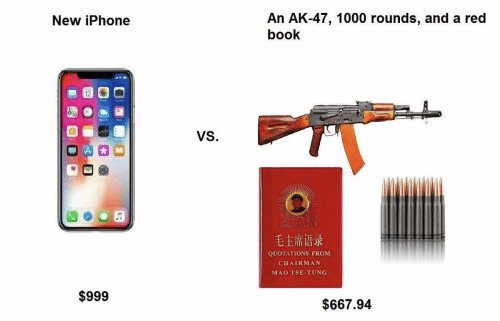 New iPhone
An AK-47, 1000 rounds, and a red
book
12
VS.
毛主席语录
QUOTATIONS FROM
CHAIRMAN
MAO TSE-TUNG
$999
$667.94